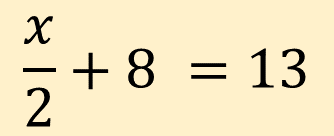 x/2 + 8 = 13